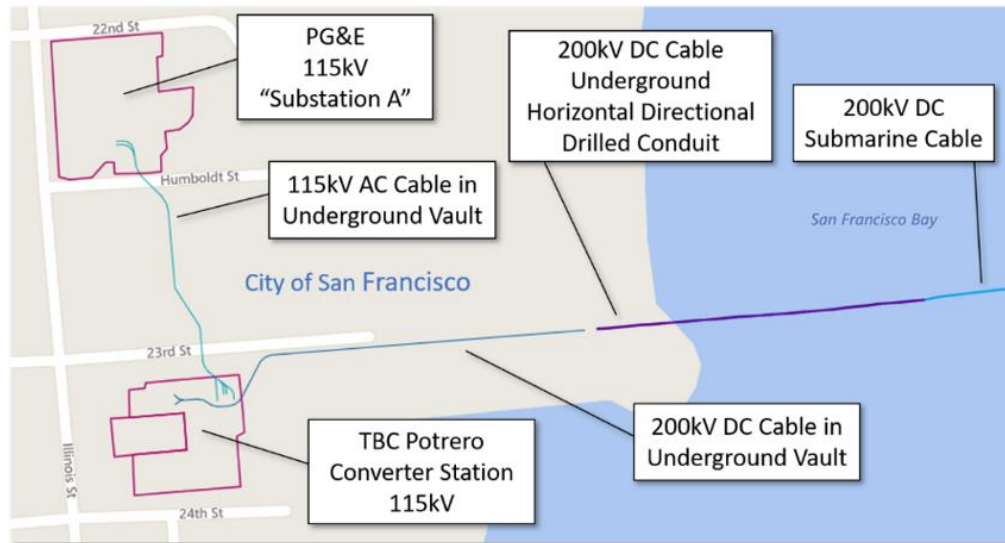 22nd St
PG&E
115kV
“Substation A”
200kV DC Cable
Underground
Horizontal Directional
Drilled Conduit
200kV DC
Submarine Cable
Humboldt St
115kV AC Cable in
Underground Vault
San Francisco Bay
City of San Francisco
23rd St
Illinois St
TBC Potrero
Converter Station
115kV
200kV DC Cable in
Underground Vault
24th St